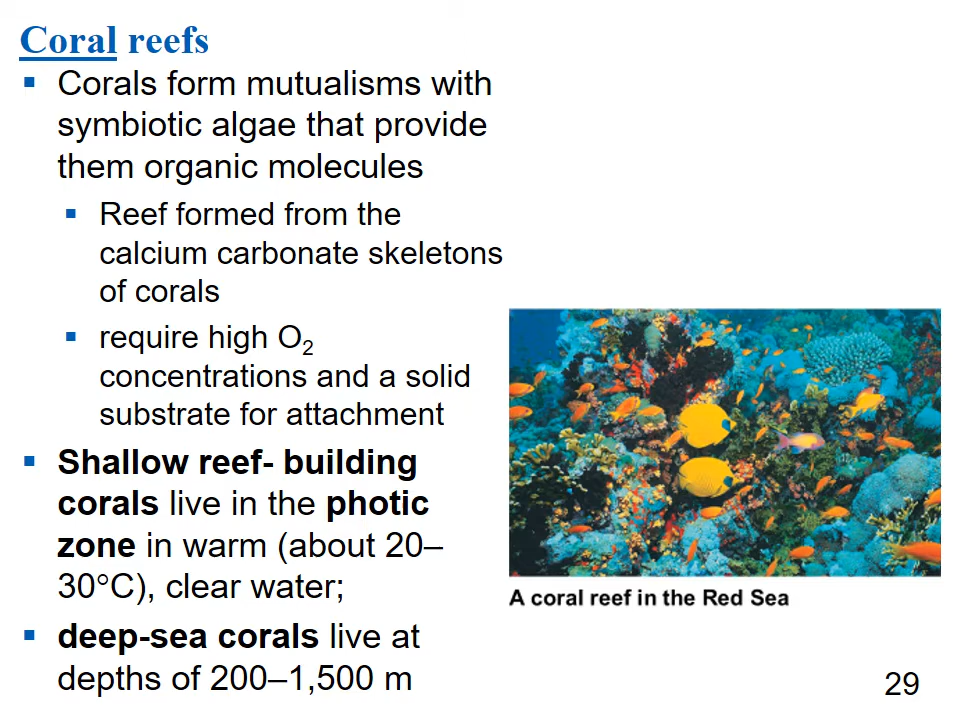 Coral reefs
▪ Corals form mutualisms with
symbiotic algae that provide
them organic molecules
▪ Reef formed from the
calcium carbonate skeletons
of corals
▪ require high O₂
concentrations and a solid
substrate for attachment
▪ Shallow reef- building
corals live in the photic
zone in warm (about 20–
30°C), clear water;
▪ deep-sea corals live at
depths of 200–1,500 m
A coral reef in the Red Sea
29